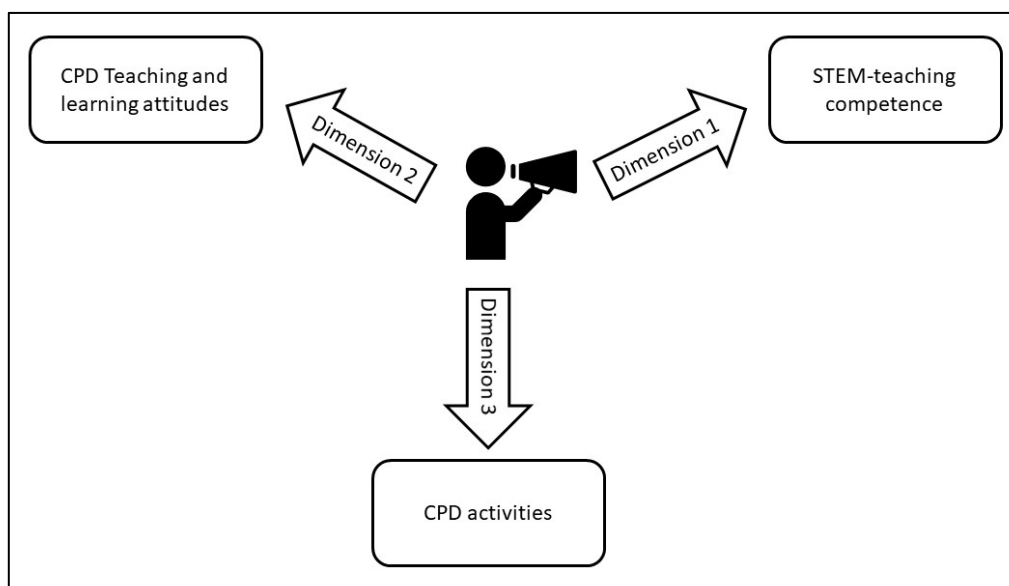 CPD Teaching and
learning attitudes
STEM-teaching
competence
Dimension 2
Dimension 1
Dimension 3
CPD activities